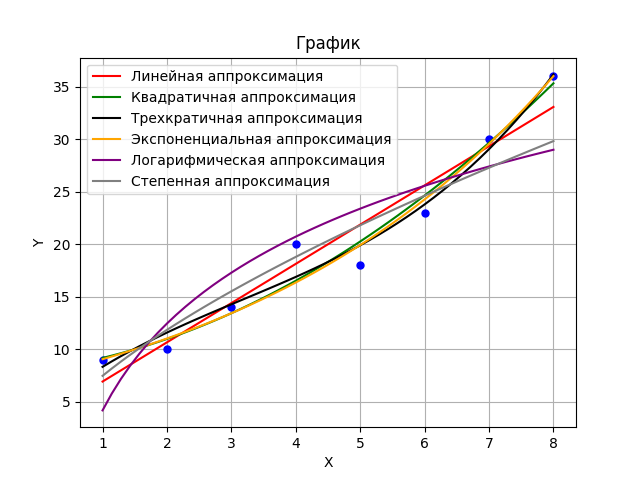 График
Линейная аппроксимация
Квадратичная аппроксимация
Трехкратичная аппроксимация
Экспоненциальная аппроксимация
Логарифмическая аппроксимация
Степенная аппроксимация
35
30
25
20
15
10
5
Y
1 2 3 4 5 6 7 8
X